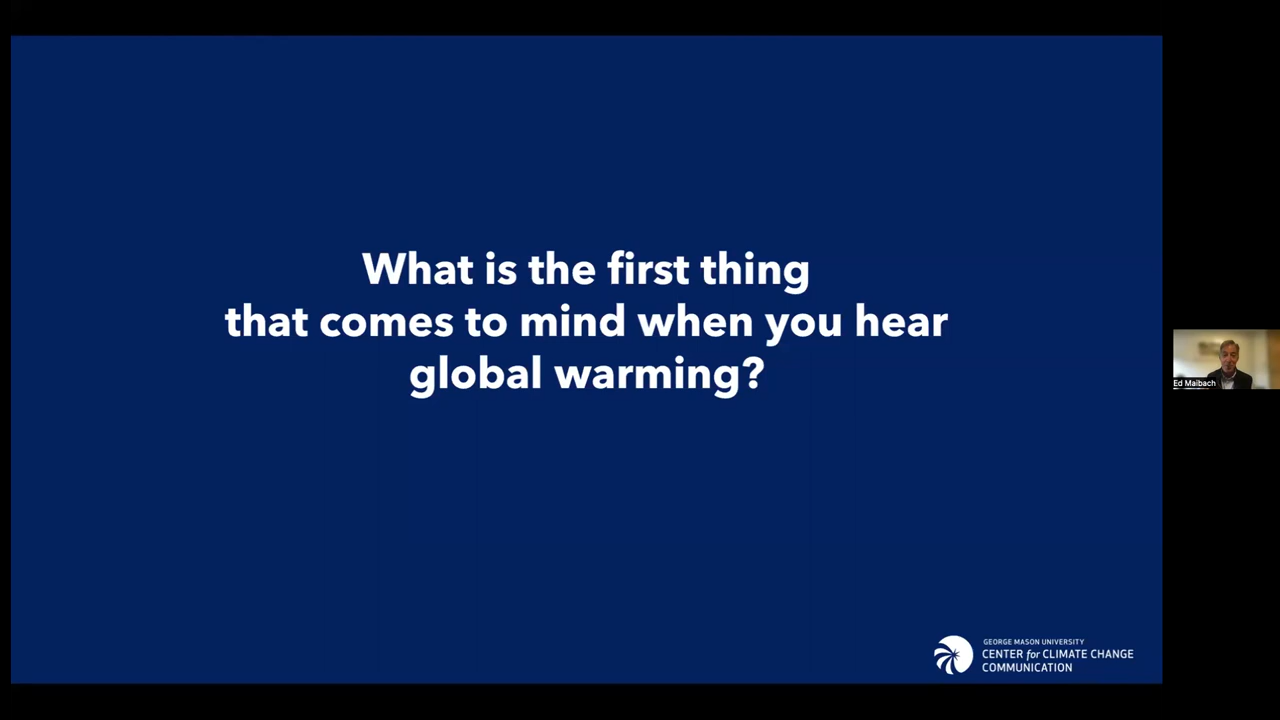 What is the first thing
that comes to mind when you hear
global warming?
Ed Maibach
GEORGE MASON UNIVERSITY
CENTER for CLIMATE CHANGE
COMMUNICATION